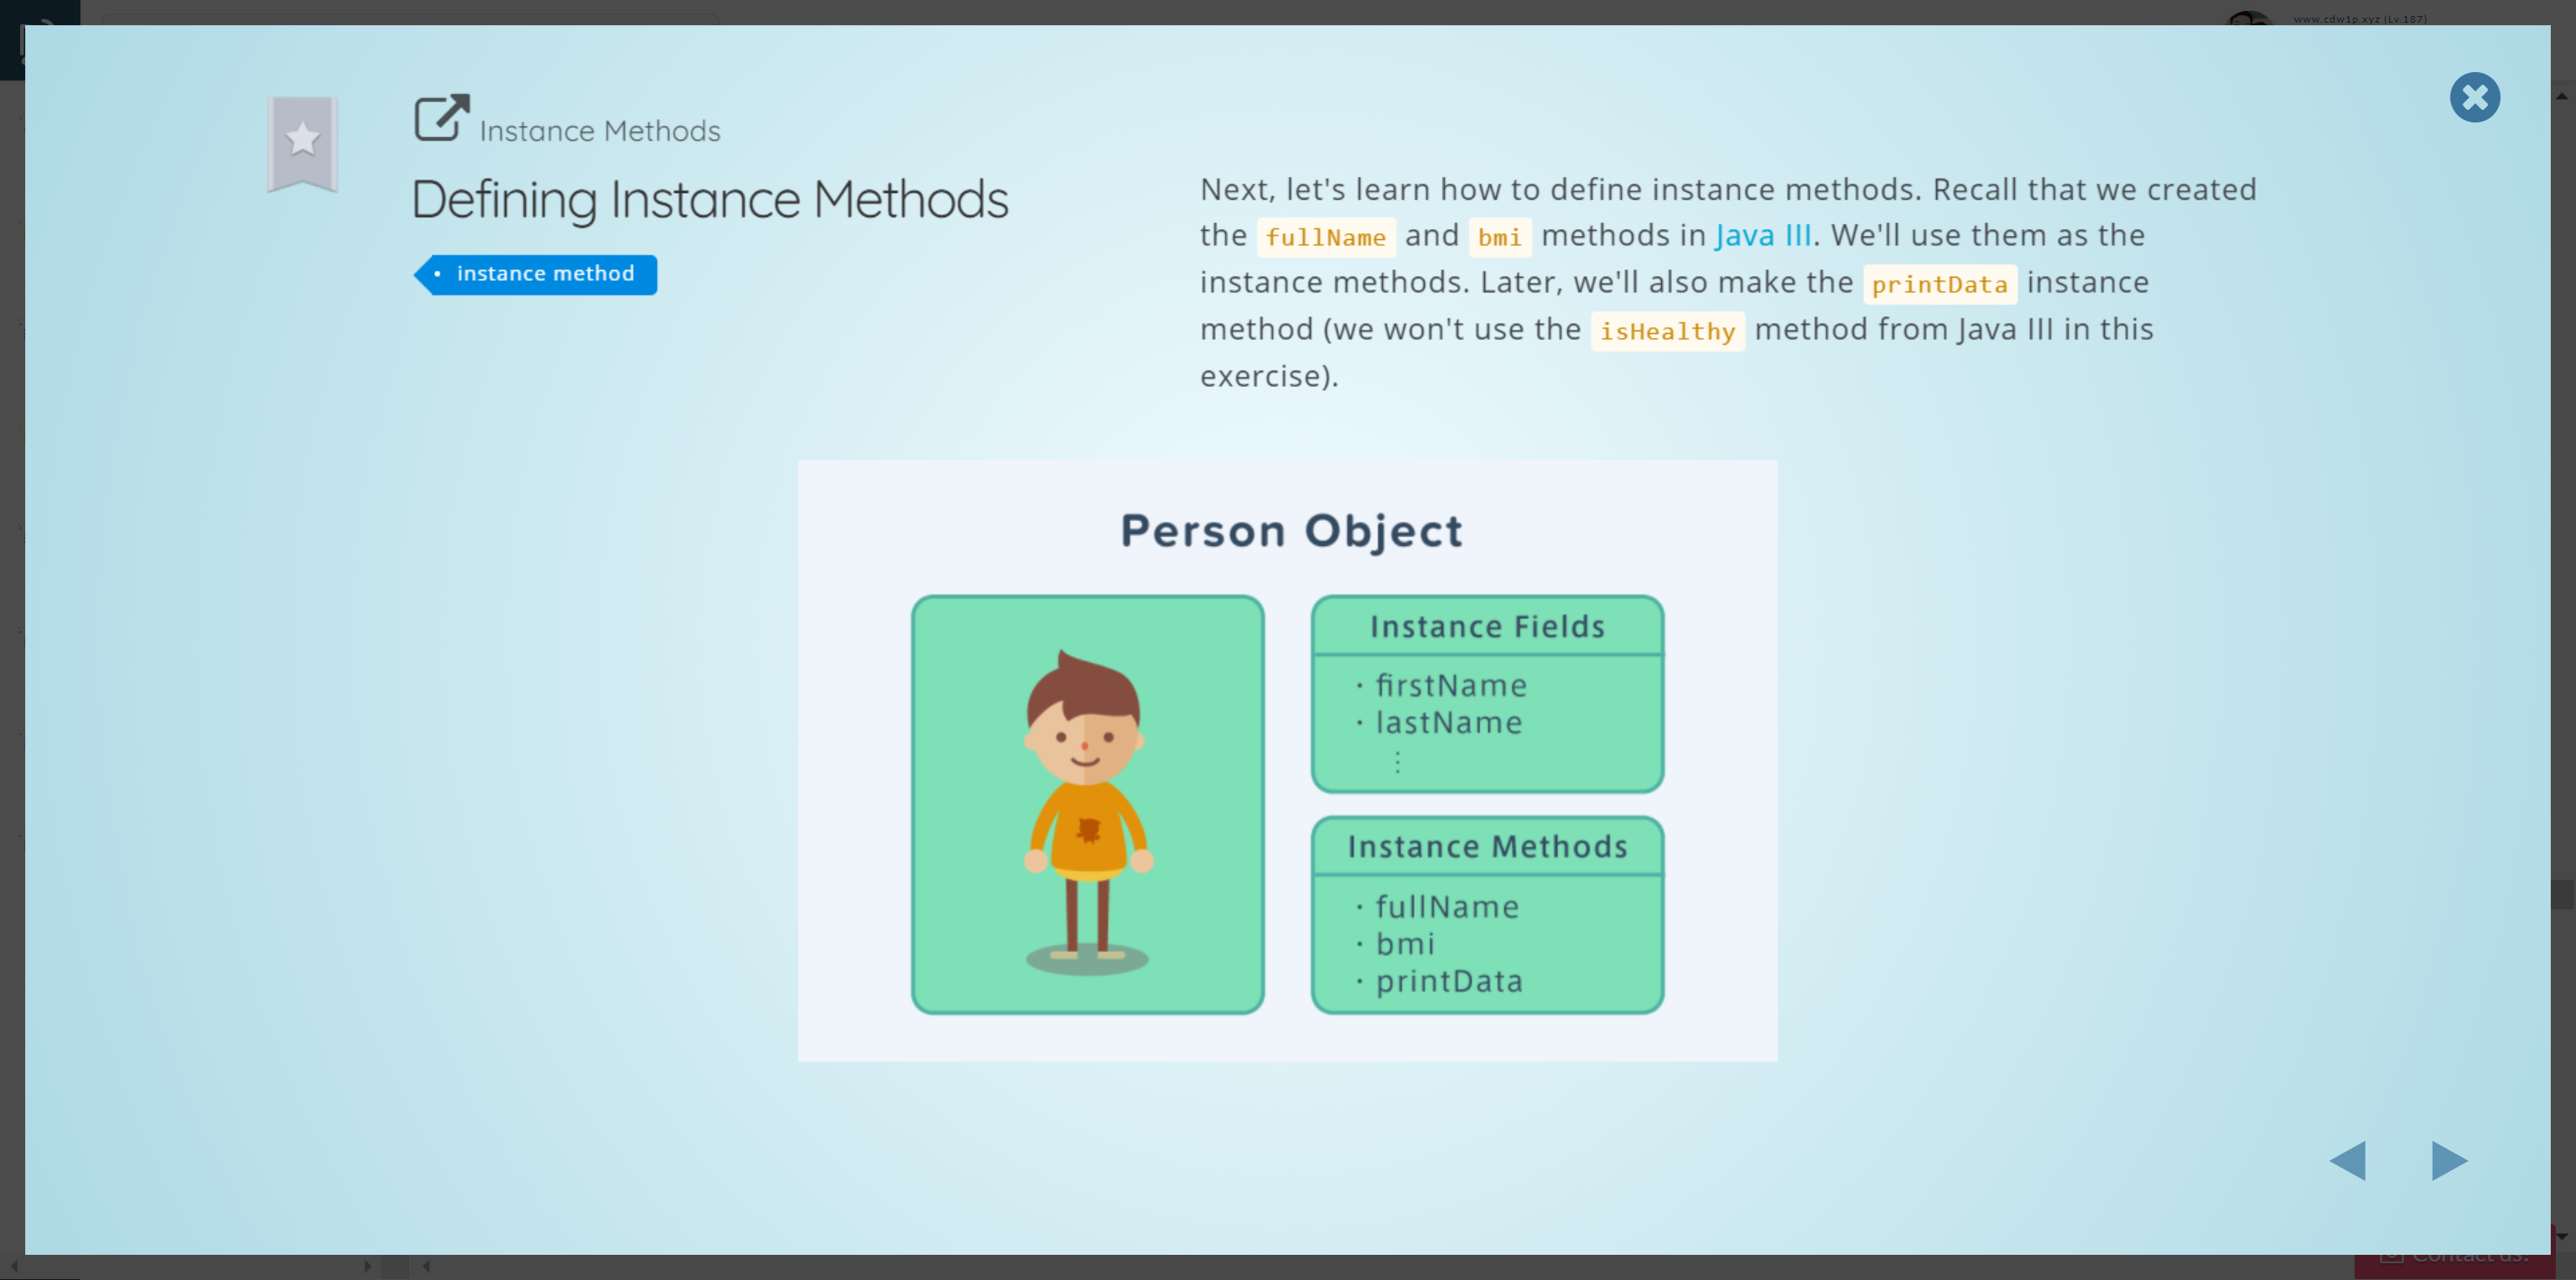 www.cdw1p.xyz (Lv.187)
Instance Methods
Defining Instance Methods
• instance method
Next, let's learn how to define instance methods. Recall that we created
the fullName and bmi methods in Java III. We'll use them as the
instance methods. Later, we'll also make the printData instance
method (we won't use the isHealthy method from Java III in this
exercise).
Person Object
Instance Fields
· firstName
· lastName
⋮
Instance Methods
· fullName
· bmi
· printData
Contact us!